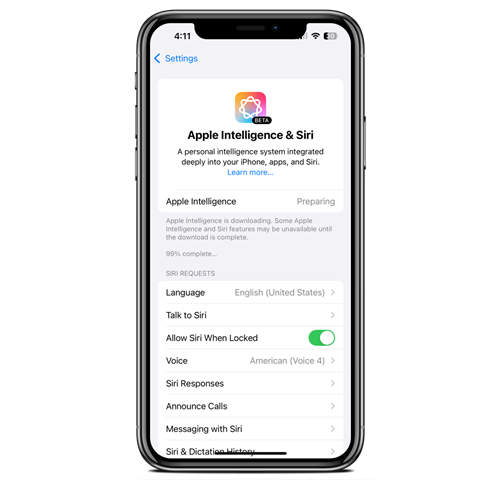 4:11
Settings
BETA
Apple Intelligence & Siri
A personal intelligence system integrated
deeply into your iPhone, apps, and Siri.
Learn more...
Apple Intelligence Preparing
Apple Intelligence is downloading. Some Apple
Intelligence and Siri features may be unavailable until
the download is complete.
99% complete...
SIRI REQUESTS
Language English (United States)
Talk to Siri
Allow Siri When Locked
Voice American (Voice 4)
Siri Responses
Announce Calls
Messaging with Siri
Siri & Dictation History